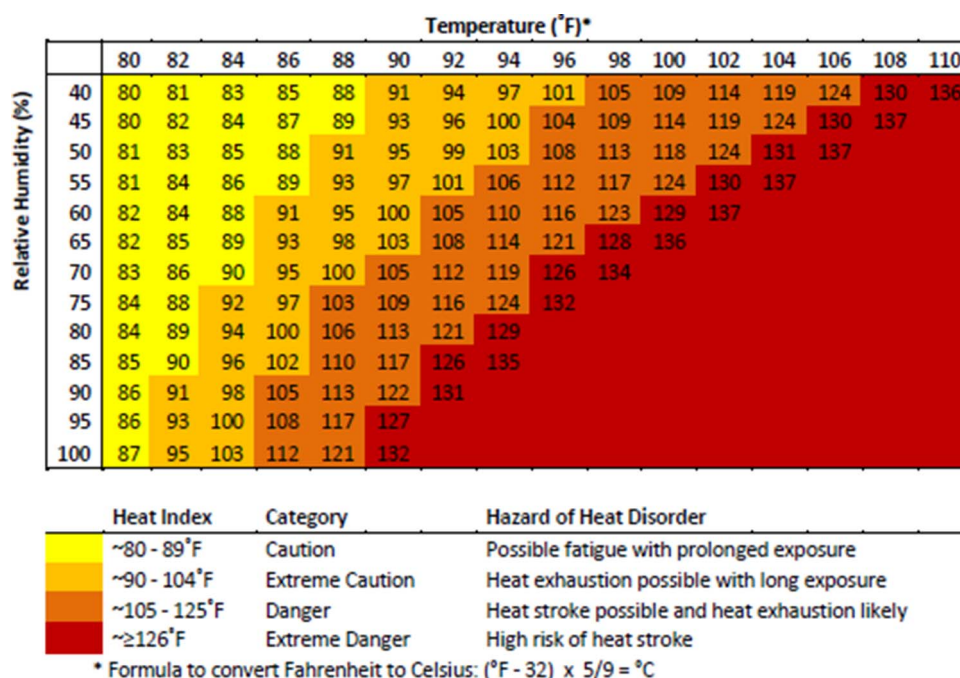 Temperature (˚F)*
80 82 84 86 88 90 92 94 96 98 100 102 104 106 108 110
Relative Humidity (%)
40 80 81 83 85 88 91 94 97 101 105 109 114 119 124 130 136
45 80 82 84 87 89 93 96 100 104 109 114 119 124 130 137
50 81 83 85 88 91 95 99 103 108 113 118 124 131 137
55 81 84 86 89 93 97 101 106 112 117 124 130 137
60 82 84 88 91 95 100 105 110 116 123 129 137
65 82 85 89 93 98 103 108 114 121 128 136
70 83 86 90 95 100 105 112 119 126 134
75 84 88 92 97 103 109 116 124 132
80 84 89 94 100 106 113 121 129
85 85 90 96 102 110 117 126 135
90 86 91 98 105 113 122 131
95 86 93 100 108 117 127
100 87 95 103 112 121 132
Heat Index Category Hazard of Heat Disorder
~80 - 89˚F Caution Possible fatigue with prolonged exposure
~90 - 104˚F Extreme Caution Heat exhaustion possible with long exposure
~105 - 125˚F Danger Heat stroke possible and heat exhaustion likely
~≥126˚F Extreme Danger High risk of heat stroke
* Formula to convert Fahrenheit to Celsius: (°F - 32) x 5/9 = °C